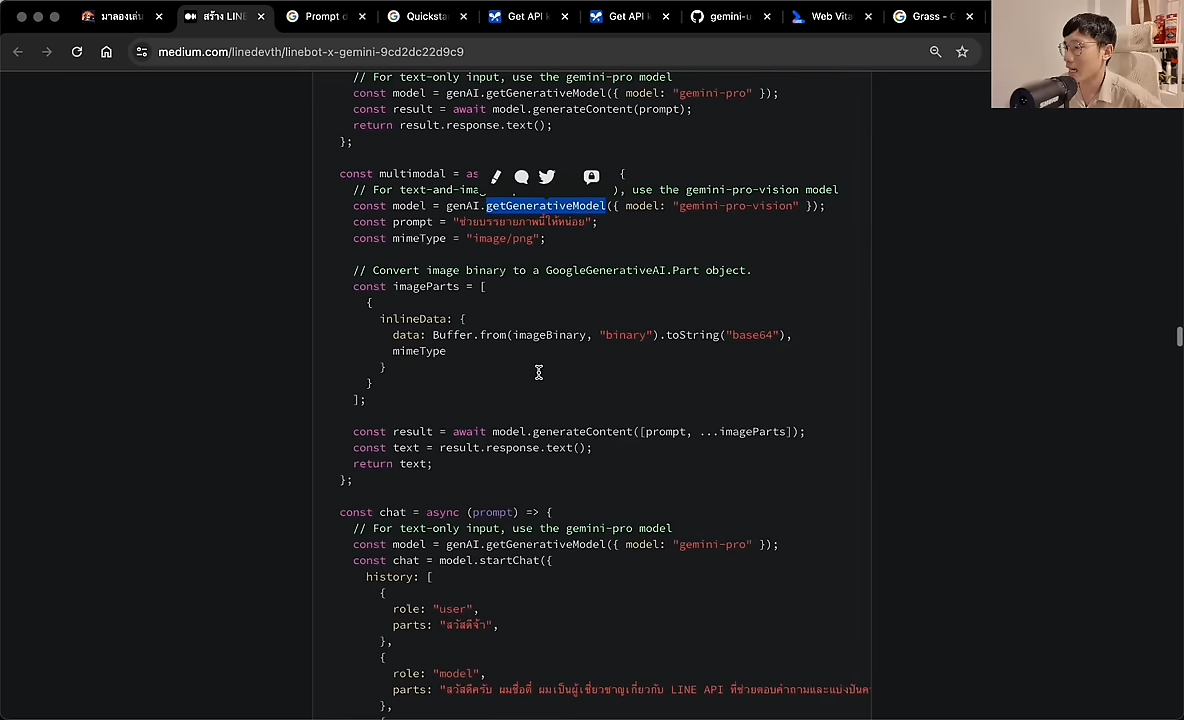 มาลองเล่น
สร้าง LINE
Prompt d
Quicksta
Get API k
Get API k
gemini-u
Web Vita
Grass - C
medium.com/linedevth/linebot-x-gemini-9cd2dc22d9c9
// For text-only input, use the gemini-pro model
const model = genAI.getGenerativeModel({ model: "gemini-pro" });
const result = await model.generateContent(prompt);
return result.response.text();
};
const multimodal = as {
// For text-and-imag ), use the gemini-pro-vision model
const model = genAI.getGenerativeModel({ model: "gemini-pro-vision" });
const prompt = "ช่วยบรรยายภาพนี้ให้หน่อย";
const mimeType = "image/png";
// Convert image binary to a GoogleGenerativeAI.Part object.
const imageParts = [
{
inlineData: {
data: Buffer.from(imageBinary, "binary").toString("base64"),
mimeType
}
}
];
const result = await model.generateContent([prompt, ...imageParts]);
const text = result.response.text();
return text;
};
const chat = async (prompt) => {
// For text-only input, use the gemini-pro model
const model = genAI.getGenerativeModel({ model: "gemini-pro" });
const chat = model.startChat({
history: [
{
role: "user",
parts: "สวัสดีจ้า",
},
{
role: "model",
parts: "สวัสดีครับ ผมชื่อตี๋ ผมเป็นผู้เชี่ยวชาญเกี่ยวกับ LINE API ที่ช่วยตอบคำถามและแบ่งปันคว
},
{